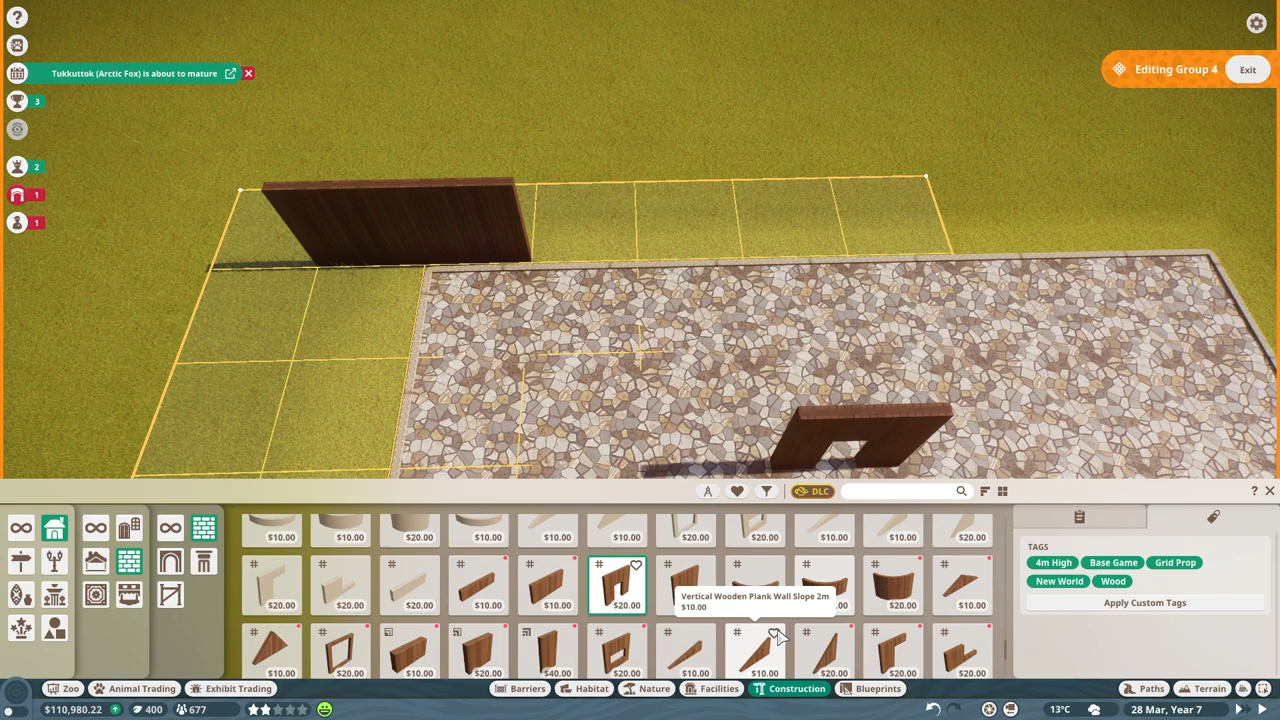 ?
Tukkuttok (Arctic Fox) is about to mature
3
2
1
1
Editing Group 4
Exit
DLC
?
$10.00 $10.00 $20.00 $10.00 $10.00 $10.00 $20.00 $20.00 $10.00 $10.00 $20.00
$20.00 $20.00 $20.00 $10.00 $10.00 $20.00 $20.00 $10.00
Vertical Wooden Plank Wall Slope 2m
$10.00
$10.00 $20.00 $10.00 $20.00 $40.00 $20.00 $10.00 $10.00 $20.00 $20.00 $20.00
TAGS
4m High Base Game Grid Prop
New World Wood
Apply Custom Tags
Zoo Animal Trading Exhibit Trading Barriers Habitat Nature Facilities Construction Blueprints Paths Terrain
$110,980.22 400 677 13°C 28 Mar, Year 7